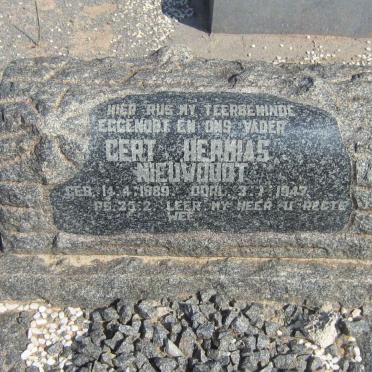 HIER RUS MY TEERBEMINDE
EGGENOOT EN ONS VADER
GERT HERMIAS
NIEUWOUDT
GEB. 14.4.1889. OORL. 3.7.1947.
PS. 25:2. LEER MY HEER U REGTE
WEE